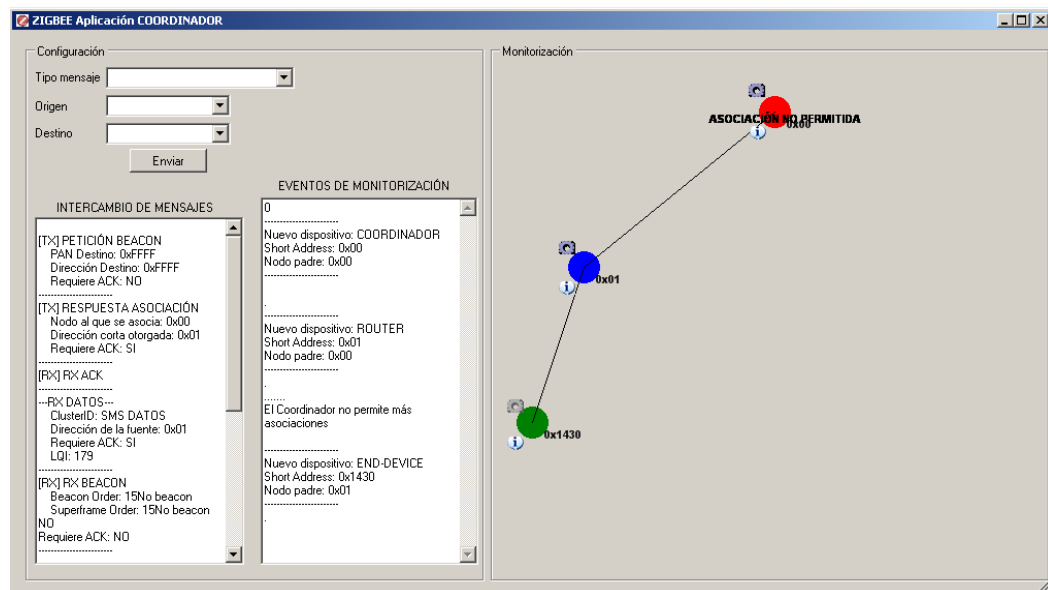 ZIGBEE Aplicación COORDINADOR
Configuración
Tipo mensaje
Origen
Destino
Enviar
INTERCAMBIO DE MENSAJES
[TX] PETICIÓN BEACON
PAN Destino: 0xFFFF
Dirección Destino: 0xFFFF
Requiere ACK: NO
-----------------------
[TX] RESPUESTA ASOCIACIÓN
Nodo al que se asocia: 0x00
Dirección corta otorgada: 0x01
Requiere ACK: SI
-----------------------
[RX] RX ACK
-----------------------
---RX DATOS---
ClusterID: SMS DATOS
Dirección de la fuente: 0x01
Requiere ACK: SI
LQI: 179
-----------------------
[RX] RX BEACON
Beacon Order: 15No beacon
Superframe Order: 15No beacon
NO
Requiere ACK: NO
-----------------------
EVENTOS DE MONITORIZACIÓN
0
-----------------------
Nuevo dispositivo: COORDINADOR
Short Address: 0x00
Nodo padre: 0x00
-----------------------
.
-----------------------
Nuevo dispositivo: ROUTER
Short Address: 0x01
Nodo padre: 0x00
-----------------------
.
.......
El Coordinador no permite más
asociaciones
-----------------------
Nuevo dispositivo: END-DEVICE
Short Address: 0x1430
Nodo padre: 0x01
-----------------------
.
Monitorización
ASOCIACIÓN NO PERMITIDA
0x00
0x01
0x1430